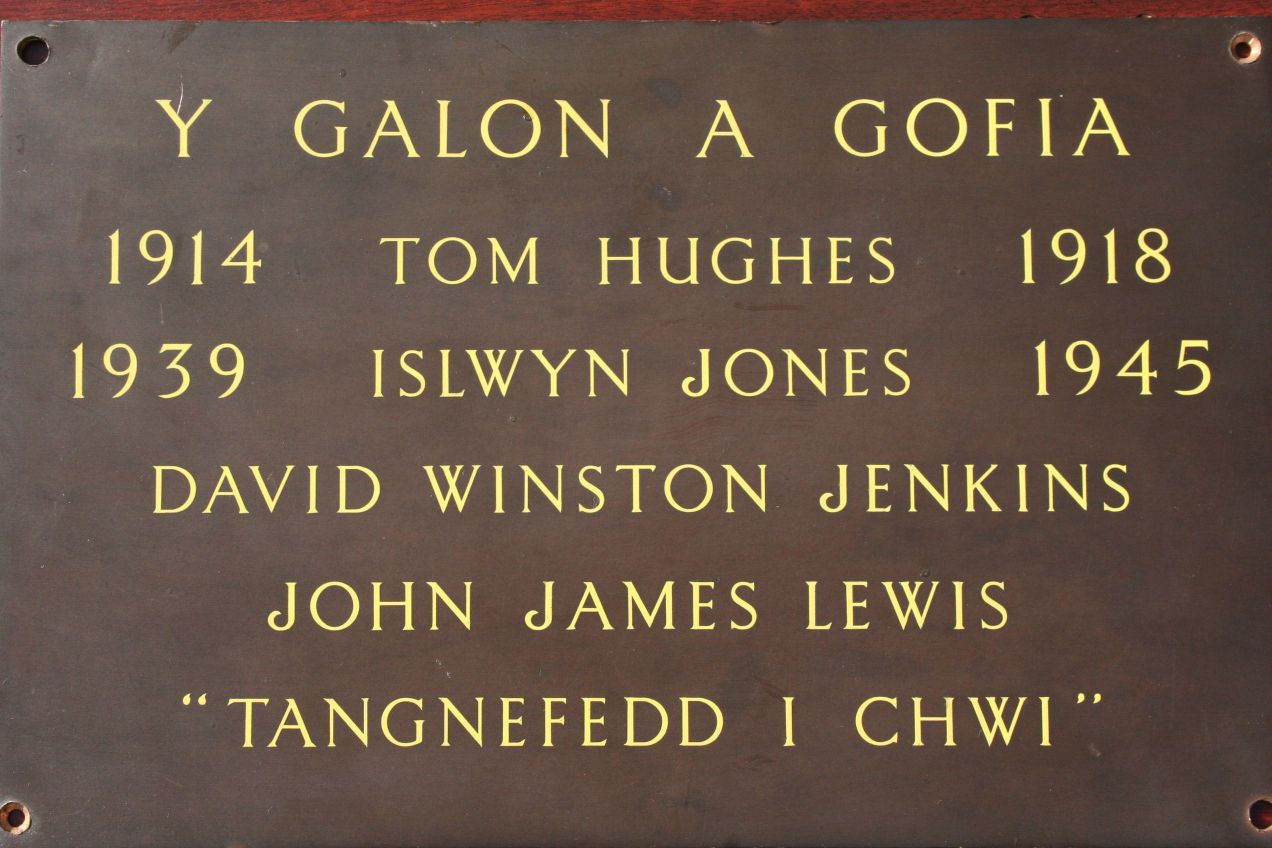 Y GALON A GOFIA
1914 TOM HUGHES 1918
1939 ISLWYN JONES 1945
DAVID WINSTON JENKINS
JOHN JAMES LEWIS
“TANGNEFEDD I CHWI”